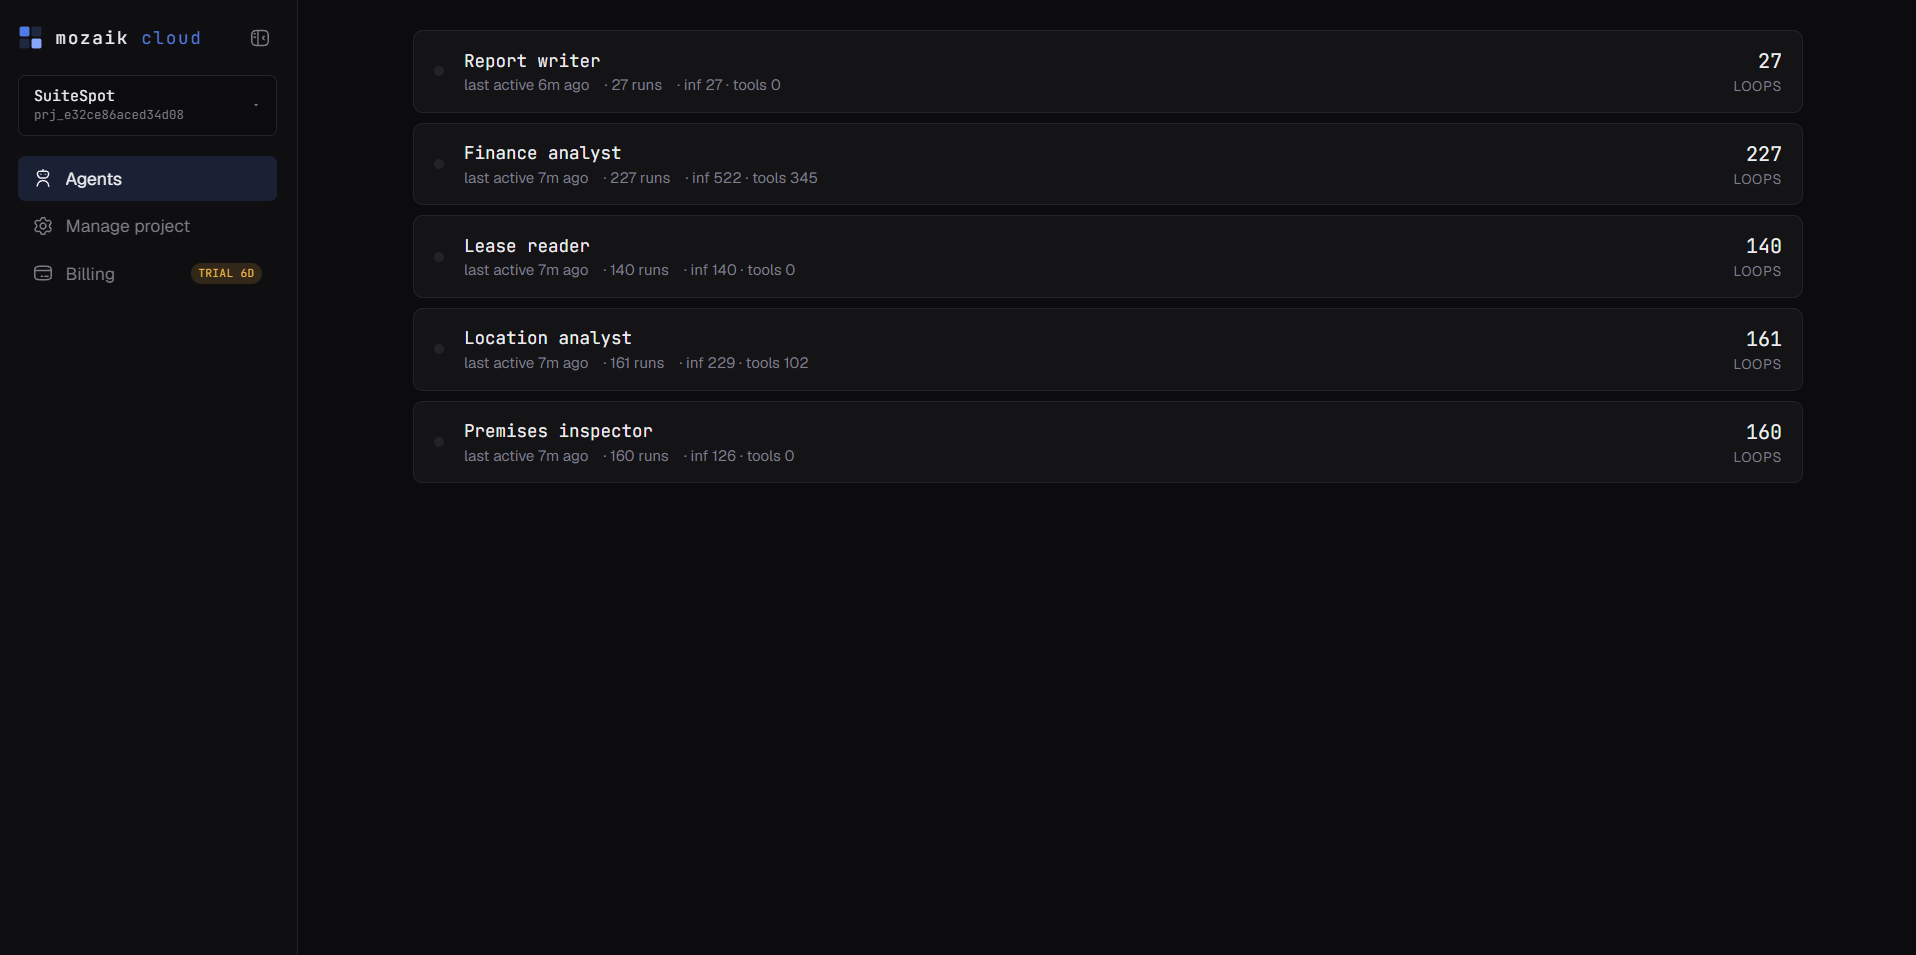 mozaik cloud
SuiteSpot
prj_e32ce86aced34d08
Agents
Manage project
Billing
TRIAL 6D
Report writer
last active 6m ago · 27 runs · inf 27 · tools 0
27
LOOPS
Finance analyst
last active 7m ago · 227 runs · inf 522 · tools 345
227
LOOPS
Lease reader
last active 7m ago · 140 runs · inf 140 · tools 0
140
LOOPS
Location analyst
last active 7m ago · 161 runs · inf 229 · tools 102
161
LOOPS
Premises inspector
last active 7m ago · 160 runs · inf 126 · tools 0
160
LOOPS